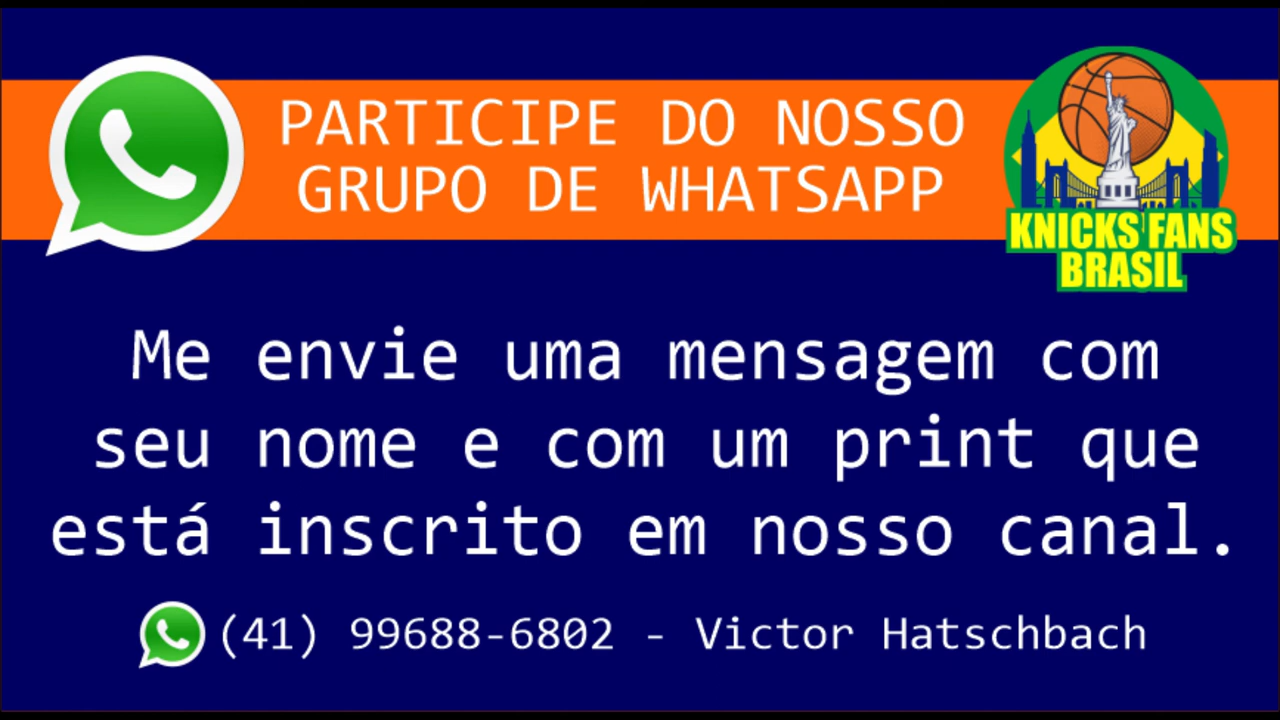 PARTICIPE DO NOSSO
GRUPO DE WHATSAPP
KNICKS FANS
BRASIL
Me envie uma mensagem com
seu nome e com um print que
está inscrito em nosso canal.
(41) 99688-6802 - Victor Hatschbach